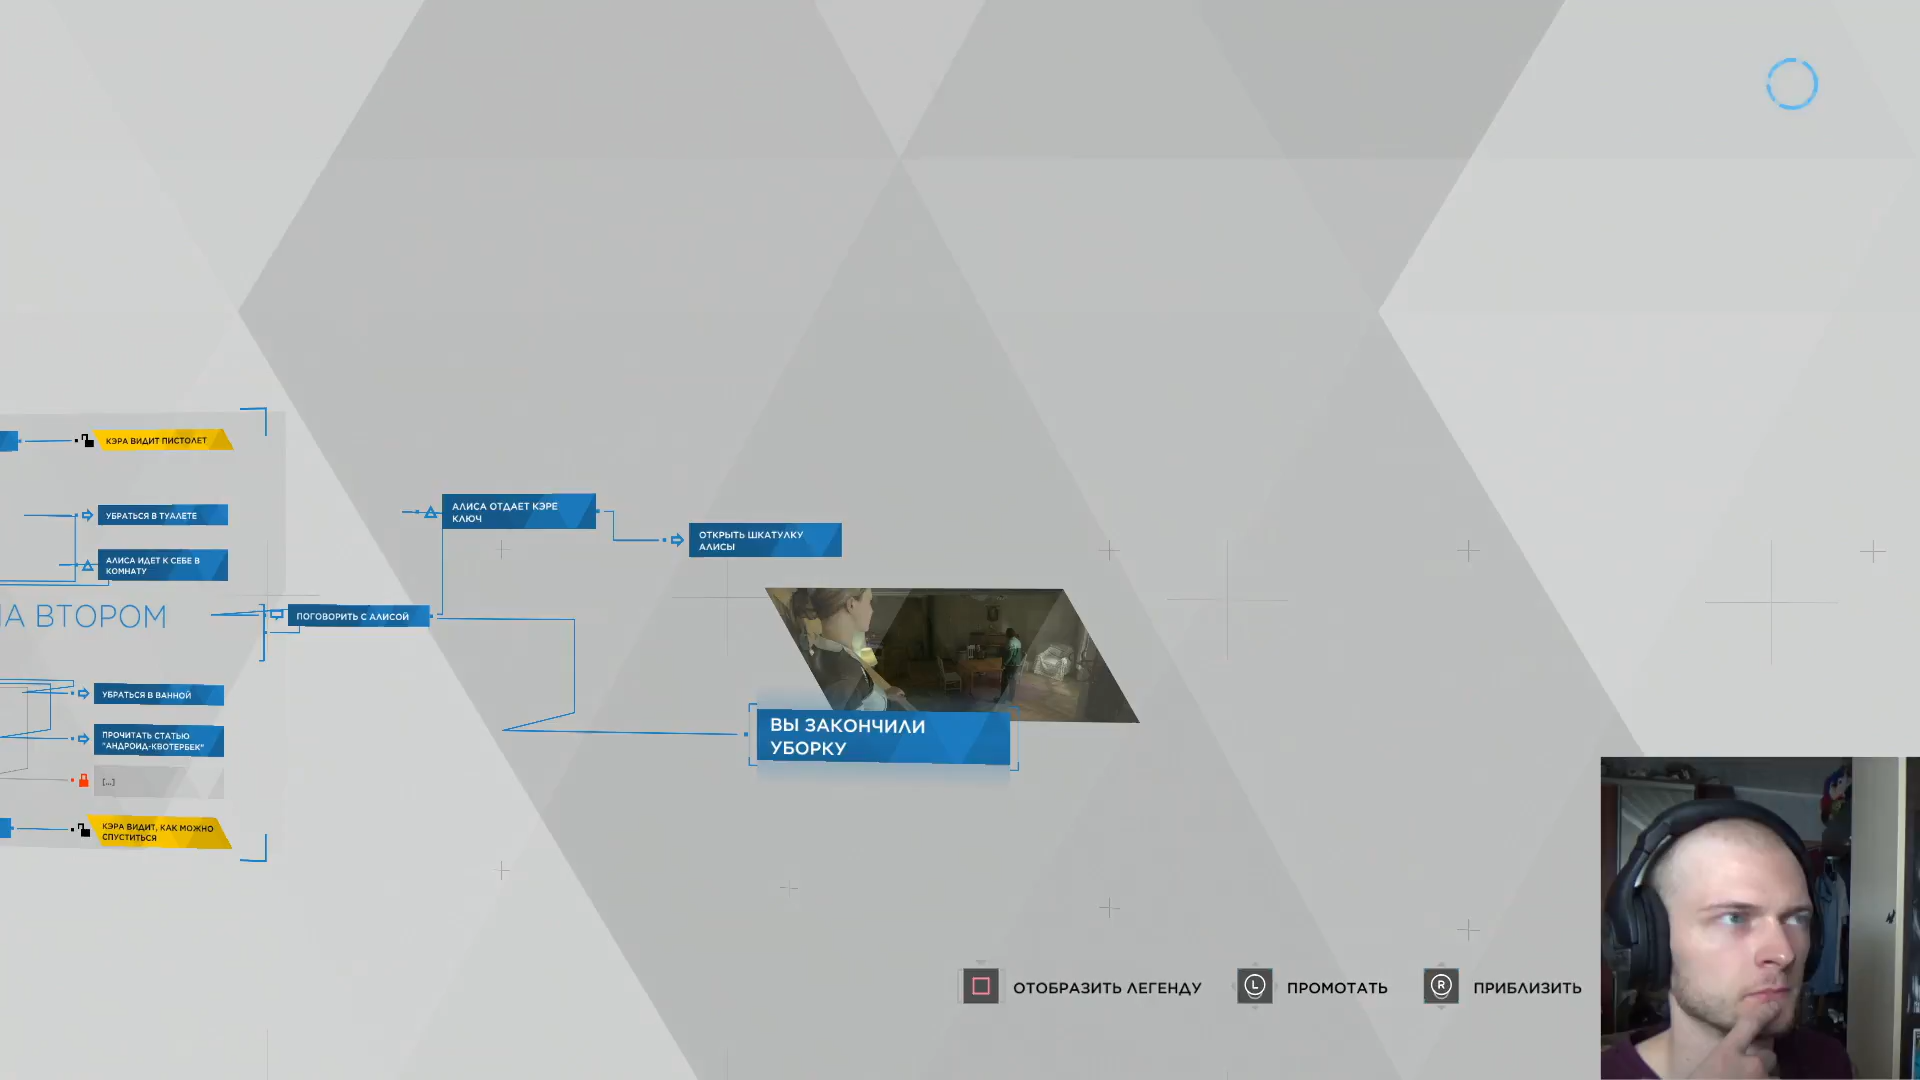 КЭРА ВИДИТ ПИСТОЛЕТ
УБРАТЬСЯ В ТУАЛЕТЕ
АЛИСА ИДЕТ К СЕБЕ В
КОМНАТУ
НА ВТОРОМ
ПОГОВОРИТЬ С АЛИСОЙ
АЛИСА ОТДАЕТ КЭРЕ
КЛЮЧ
ОТКРЫТЬ ШКАТУЛКУ
АЛИСЫ
УБРАТЬСЯ В ВАННОЙ
ПРОЧИТАТЬ СТАТЬЮ
"АНДРОИД-КВОТЕРБЕК"
[...]
КЭРА ВИДИТ, КАК МОЖНО
СПУСТИТЬСЯ
ВЫ ЗАКОНЧИЛИ
УБОРКУ
ОТОБРАЗИТЬ ЛЕГЕНДУ
L
ПРОМОТАТЬ
R
ПРИБЛИЗИТЬ